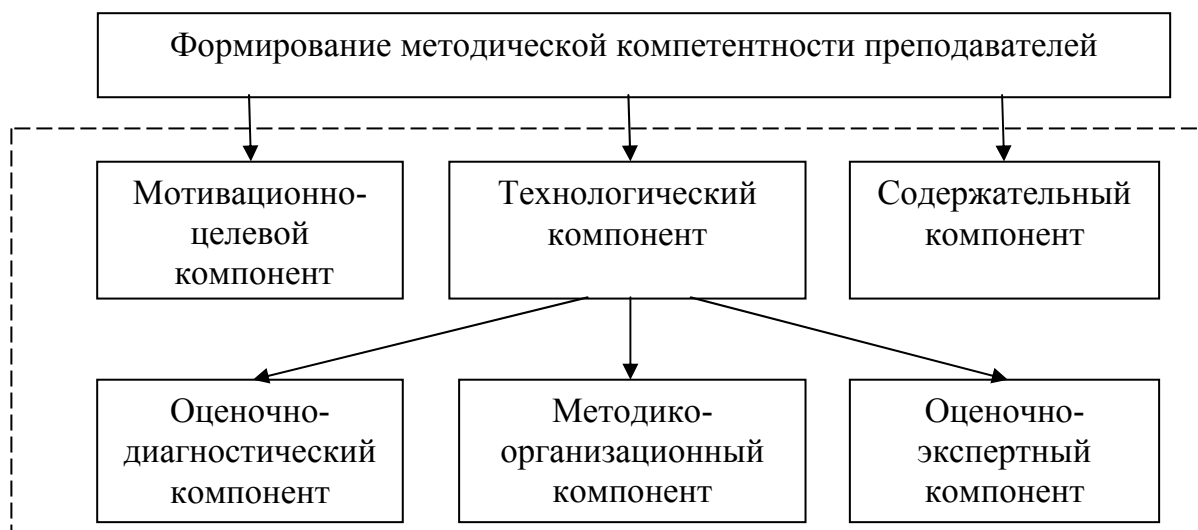 Формирование методической компетентности преподавателей
Мотивационно-
целевой
компонент
Технологический
компонент
Содержательный
компонент
Оценочно-
диагностический
компонент
Методико-
организационный
компонент
Оценочно-
экспертный
компонент